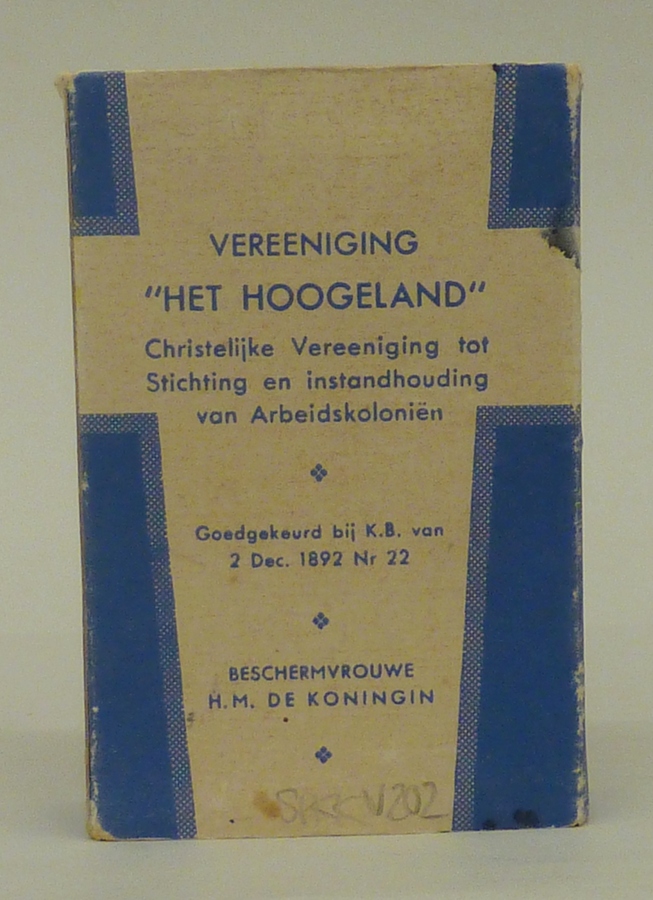 VEREENIGING
"HET HOOGELAND"
Christelijke Vereeniging tot
Stichting en instandhouding
van Arbeidskoloniën
Goedgekeurd bij K.B. van
2 Dec. 1892 Nr 22
BESCHERMVROUWE
H.M. DE KONINGIN
V202